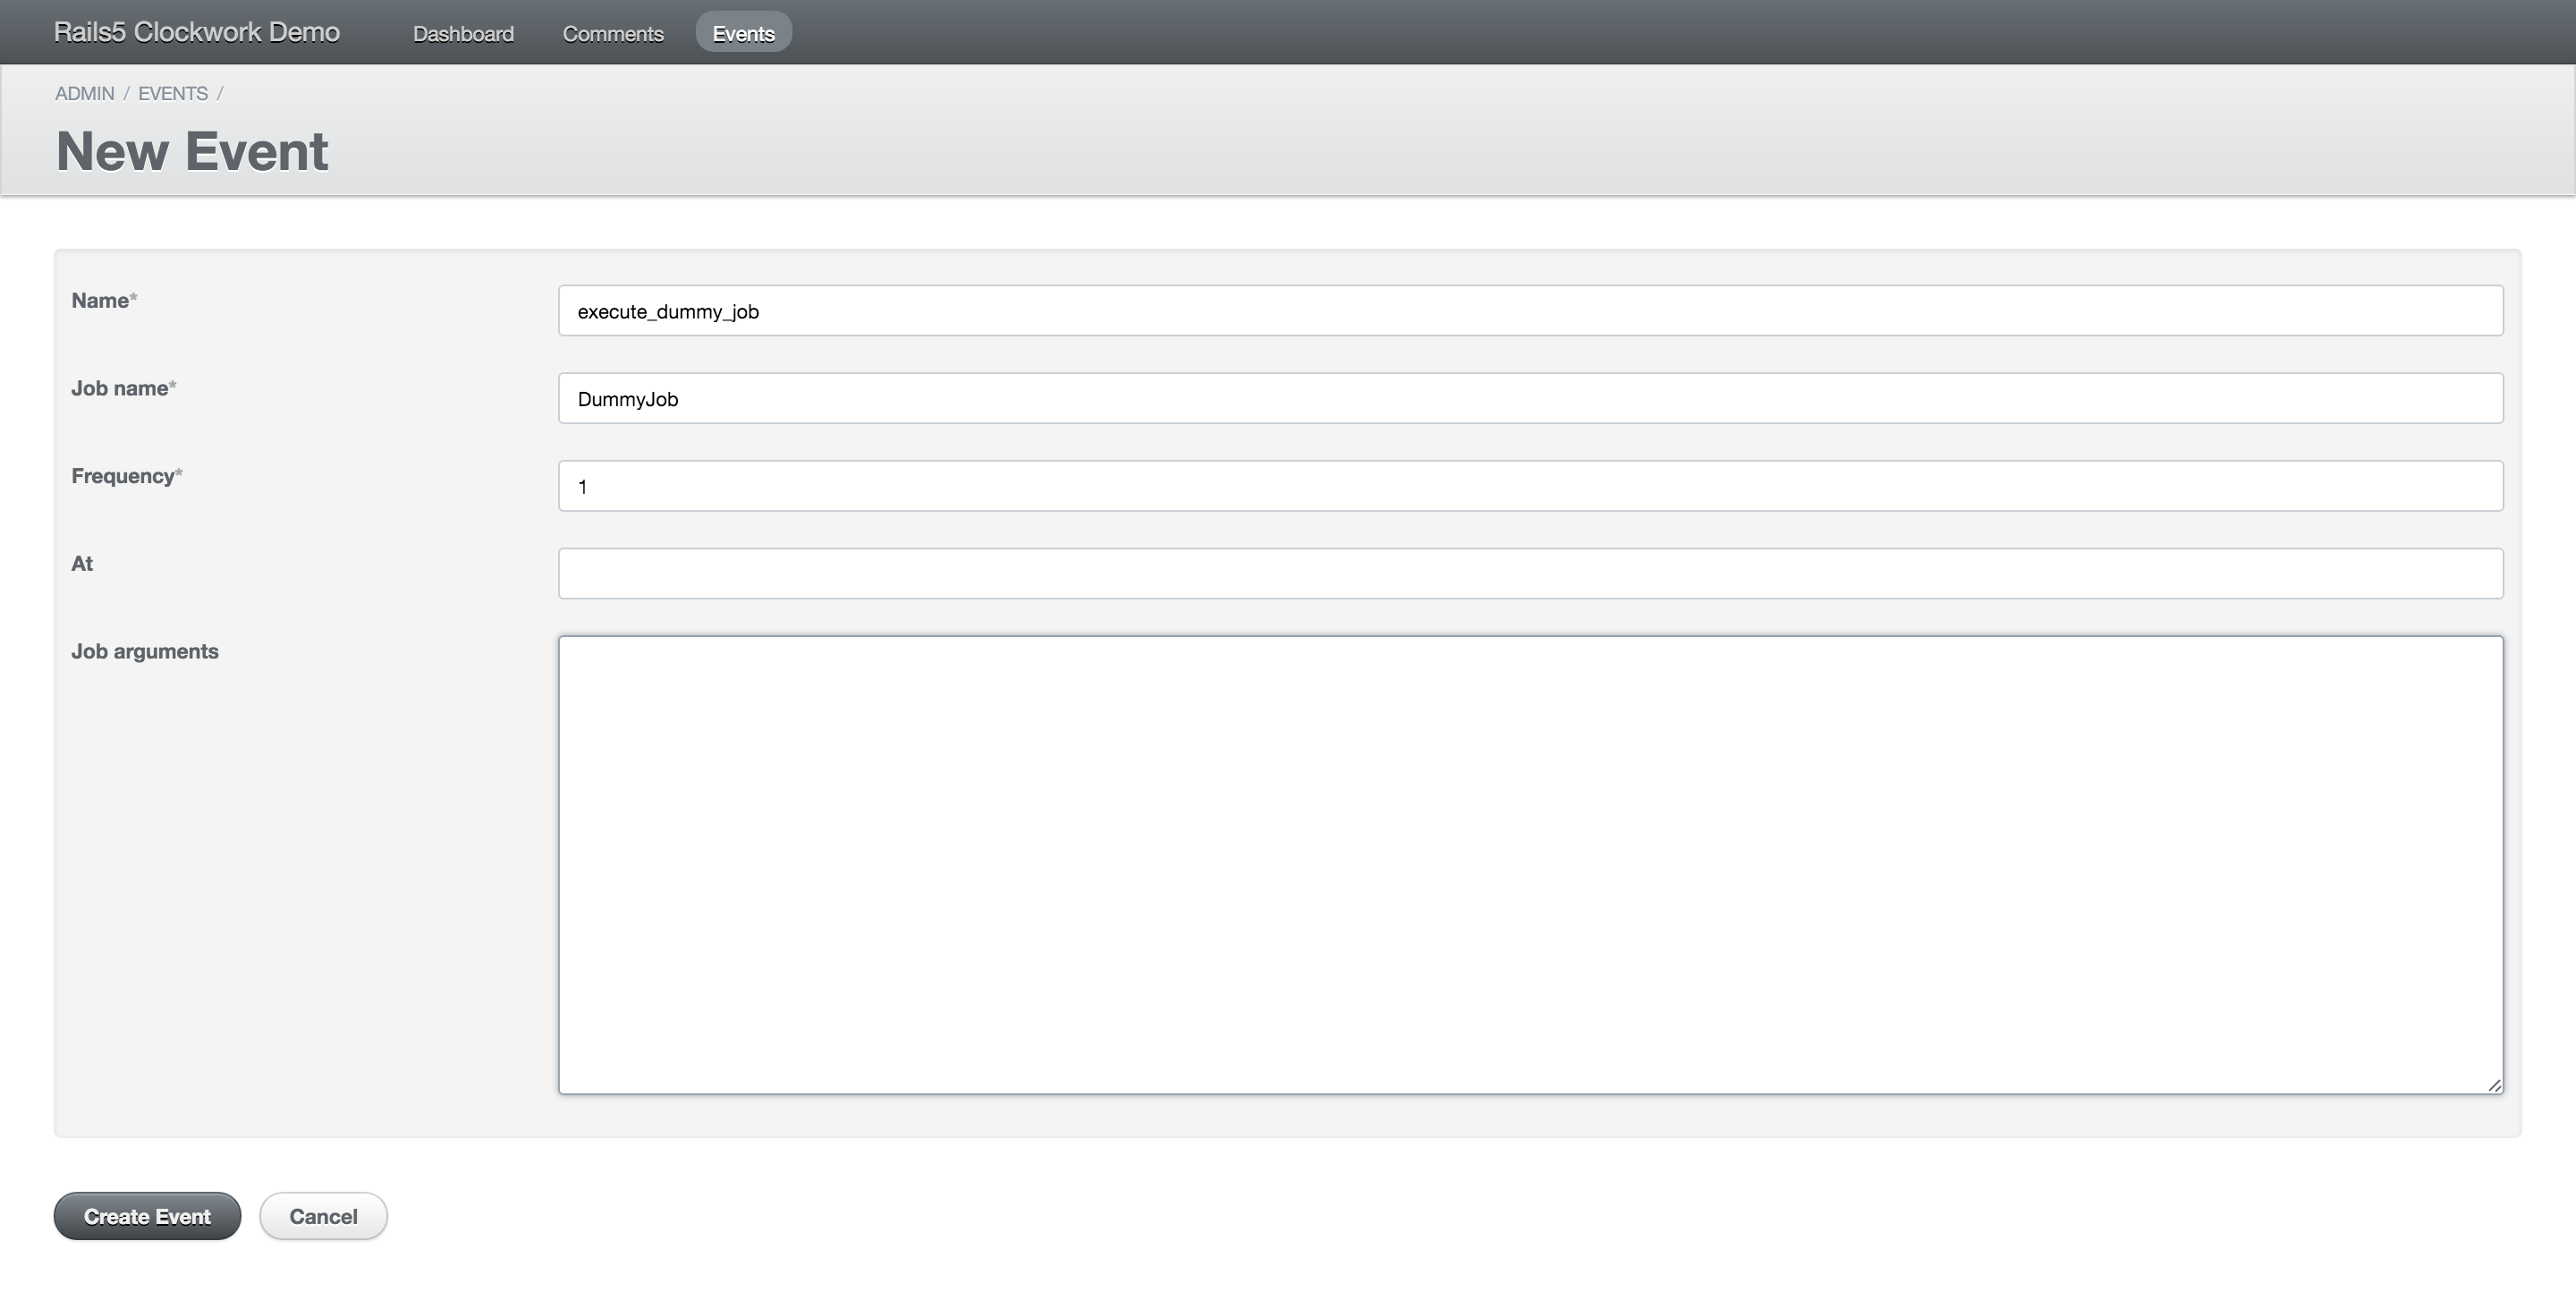 Rails5 Clockwork Demo Dashboard Comments Events
ADMIN / EVENTS /
New Event
Name* execute_dummy_job
Job name* DummyJob
Frequency* 1
At
Job arguments
Create Event Cancel